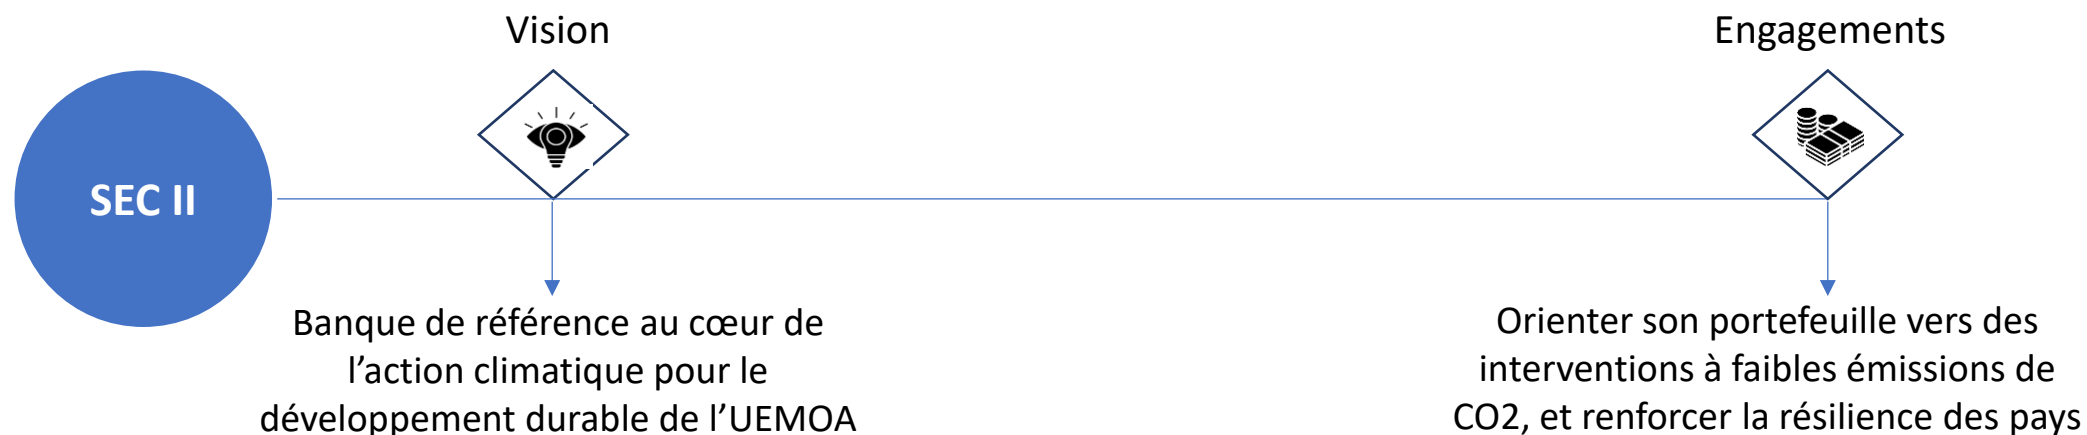 Vision
Engagements
SEC II
Banque de référence au cœur de
l’action climatique pour le
développement durable de l’UEMOA
Orienter son portefeuille vers des
interventions à faibles émissions de
CO2, et renforcer la résilience des pays